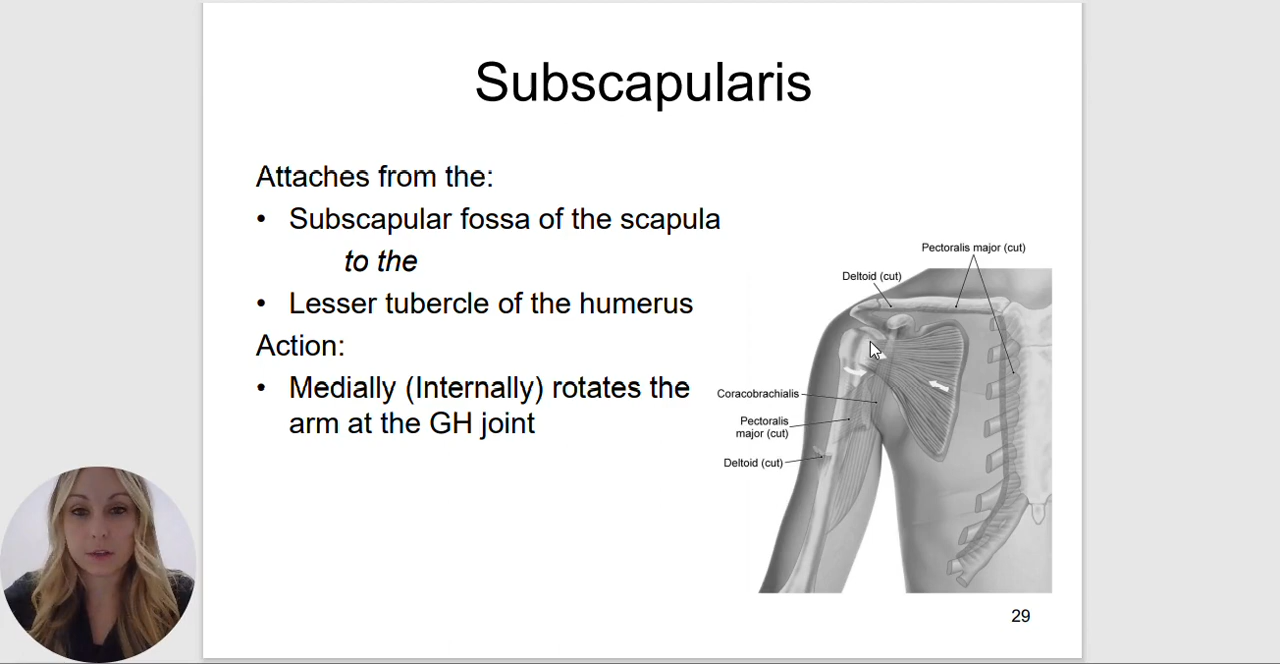 Subscapularis
Attaches from the:
• Subscapular fossa of the scapula
to the
• Lesser tubercle of the humerus
Action:
• Medially (Internally) rotates the
arm at the GH joint
Pectoralis major (cut)
Deltoid (cut)
Coracobrachialis
Pectoralis
major (cut)
Deltoid (cut)
29